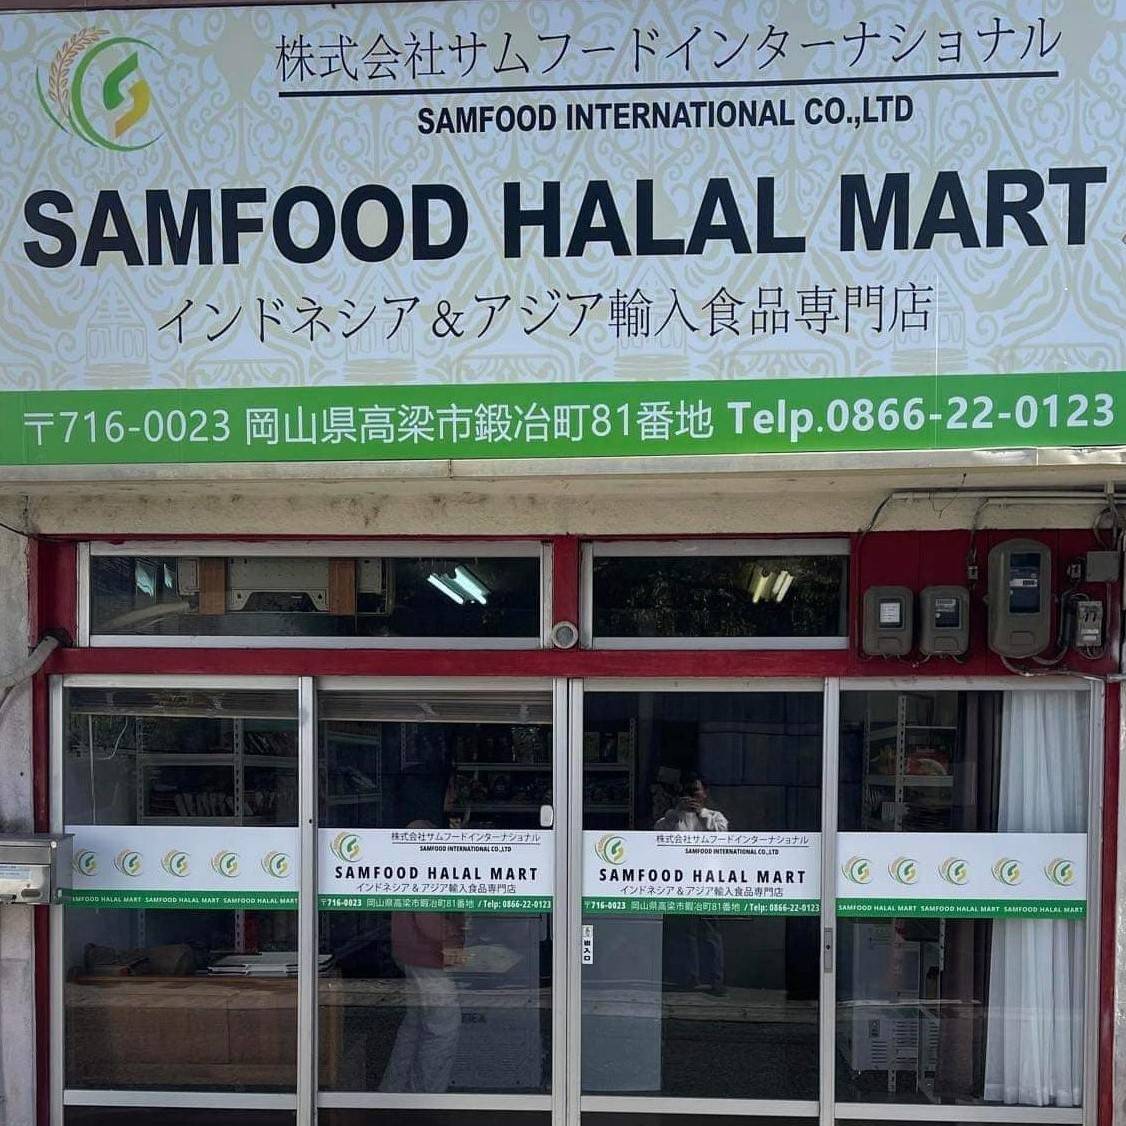 株式会社サムフードインターナショナル
SAMFOOD INTERNATIONAL CO.,LTD
SAMFOOD HALAL MART
インドネシア&アジア輸入食品専門店
〒716-0023 岡山県高梁市鍛冶町81番地 Telp.0866-22-0123
SAMFOOD HALAL MART SAMFOOD HALAL MART SAMFOOD HALAL MART
株式会社サムフードインターナショナル
SAMFOOD INTERNATIONAL CO.,LTD
SAMFOOD HALAL MART
インドネシア&アジア輸入食品専門店
〒716-0023 岡山県高梁市鍛冶町81番地 / Telp: 0866-22-0123
株式会社サムフードインターナショナル
SAMFOOD INTERNATIONAL CO.,LTD
SAMFOOD HALAL MART
インドネシア&アジア輸入食品専門店
〒716-0023 岡山県高梁市鍛冶町81番地 / Telp: 0866-22-0123
SAMFOOD HALAL MART SAMFOOD HALAL MART SAMFOOD HALAL MART
出入口